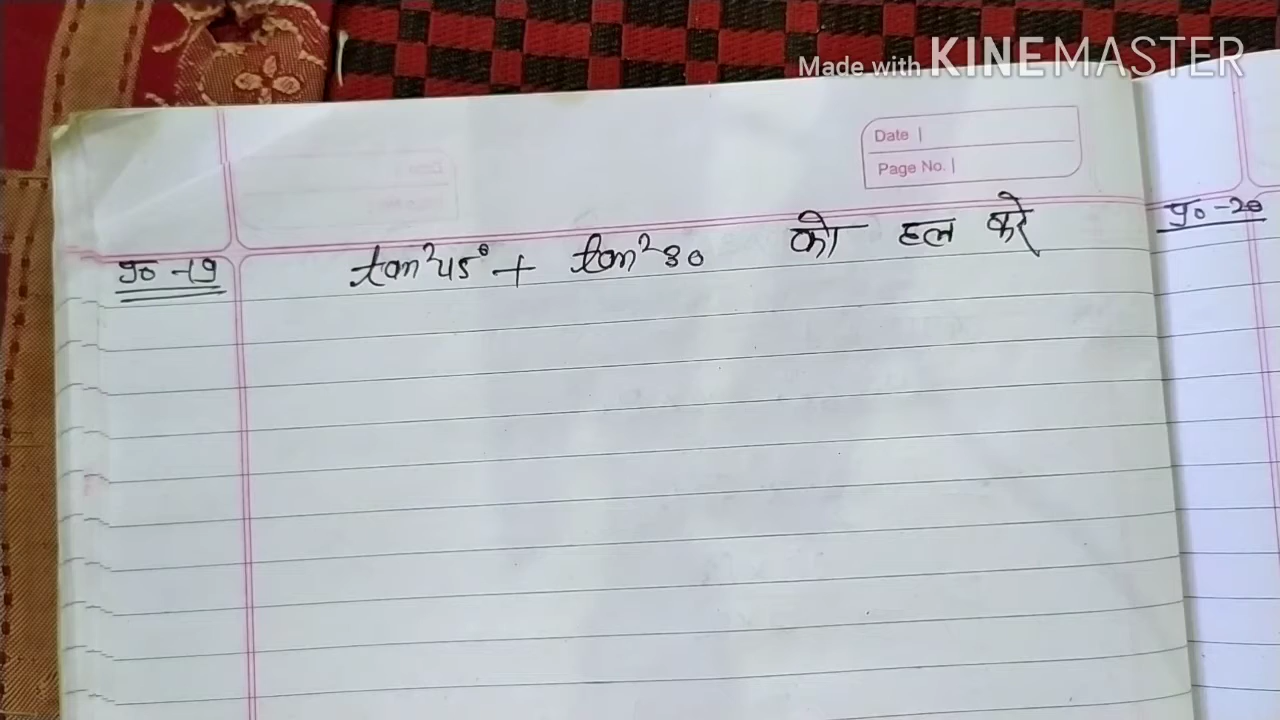 Made with KINEMASTER
Date |
Page No. |
प्र० -19 tan²45° + tan²30 को हल करे
प्र० -20